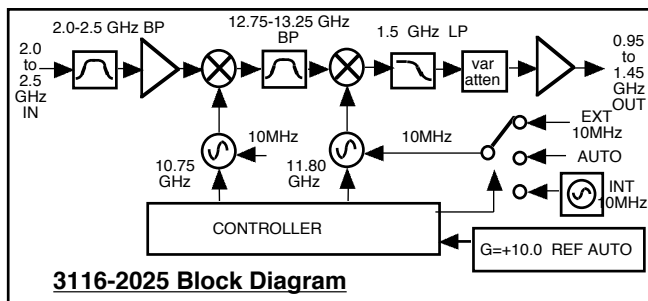 2.0-2.5 GHz BP
12.75-13.25 GHz
BP
1.5 GHz LP
2.0
to
2.5
GHz
IN
var
atten
0.95
to
1.45
GHz
OUT
10MHz
10.75
GHz
11.80
GHz
10MHz
EXT
10MHz
AUTO
INT
10MHz
CONTROLLER
G=+10.0 REF AUTO
3116-2025 Block Diagram